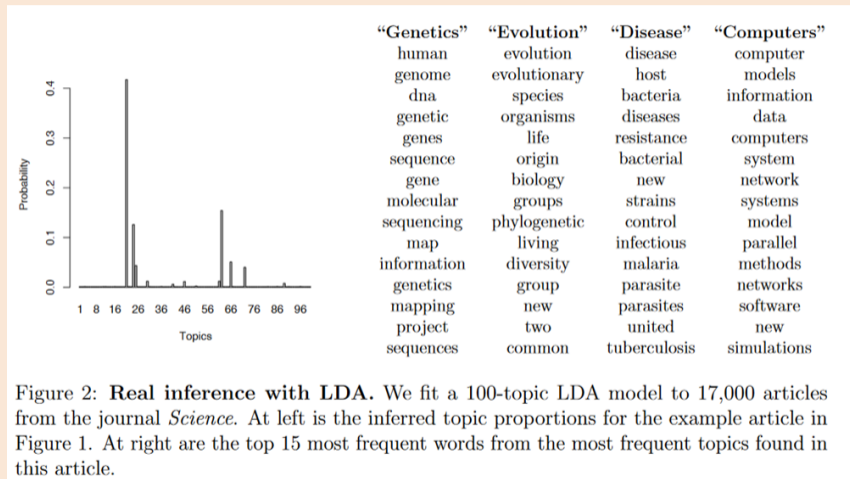 Probability
0.4
0.3
0.2
0.1
0.0
1 8 16 26 36 46 56 66 76 86 96
Topics
“Genetics” “Evolution” “Disease” “Computers”
human evolution disease computer
genome evolutionary host models
dna species bacteria information
genetic organisms diseases data
genes life resistance computers
sequence origin bacterial system
gene biology new network
molecular groups strains systems
sequencing phylogenetic control model
map living infectious parallel
information diversity malaria methods
genetics group parasite networks
mapping new parasites software
project two united new
sequences common tuberculosis simulations
Figure 2: Real inference with LDA. We fit a 100-topic LDA model to 17,000 articles
from the journal Science. At left is the inferred topic proportions for the example article in
Figure 1. At right are the top 15 most frequent words from the most frequent topics found in
this article.